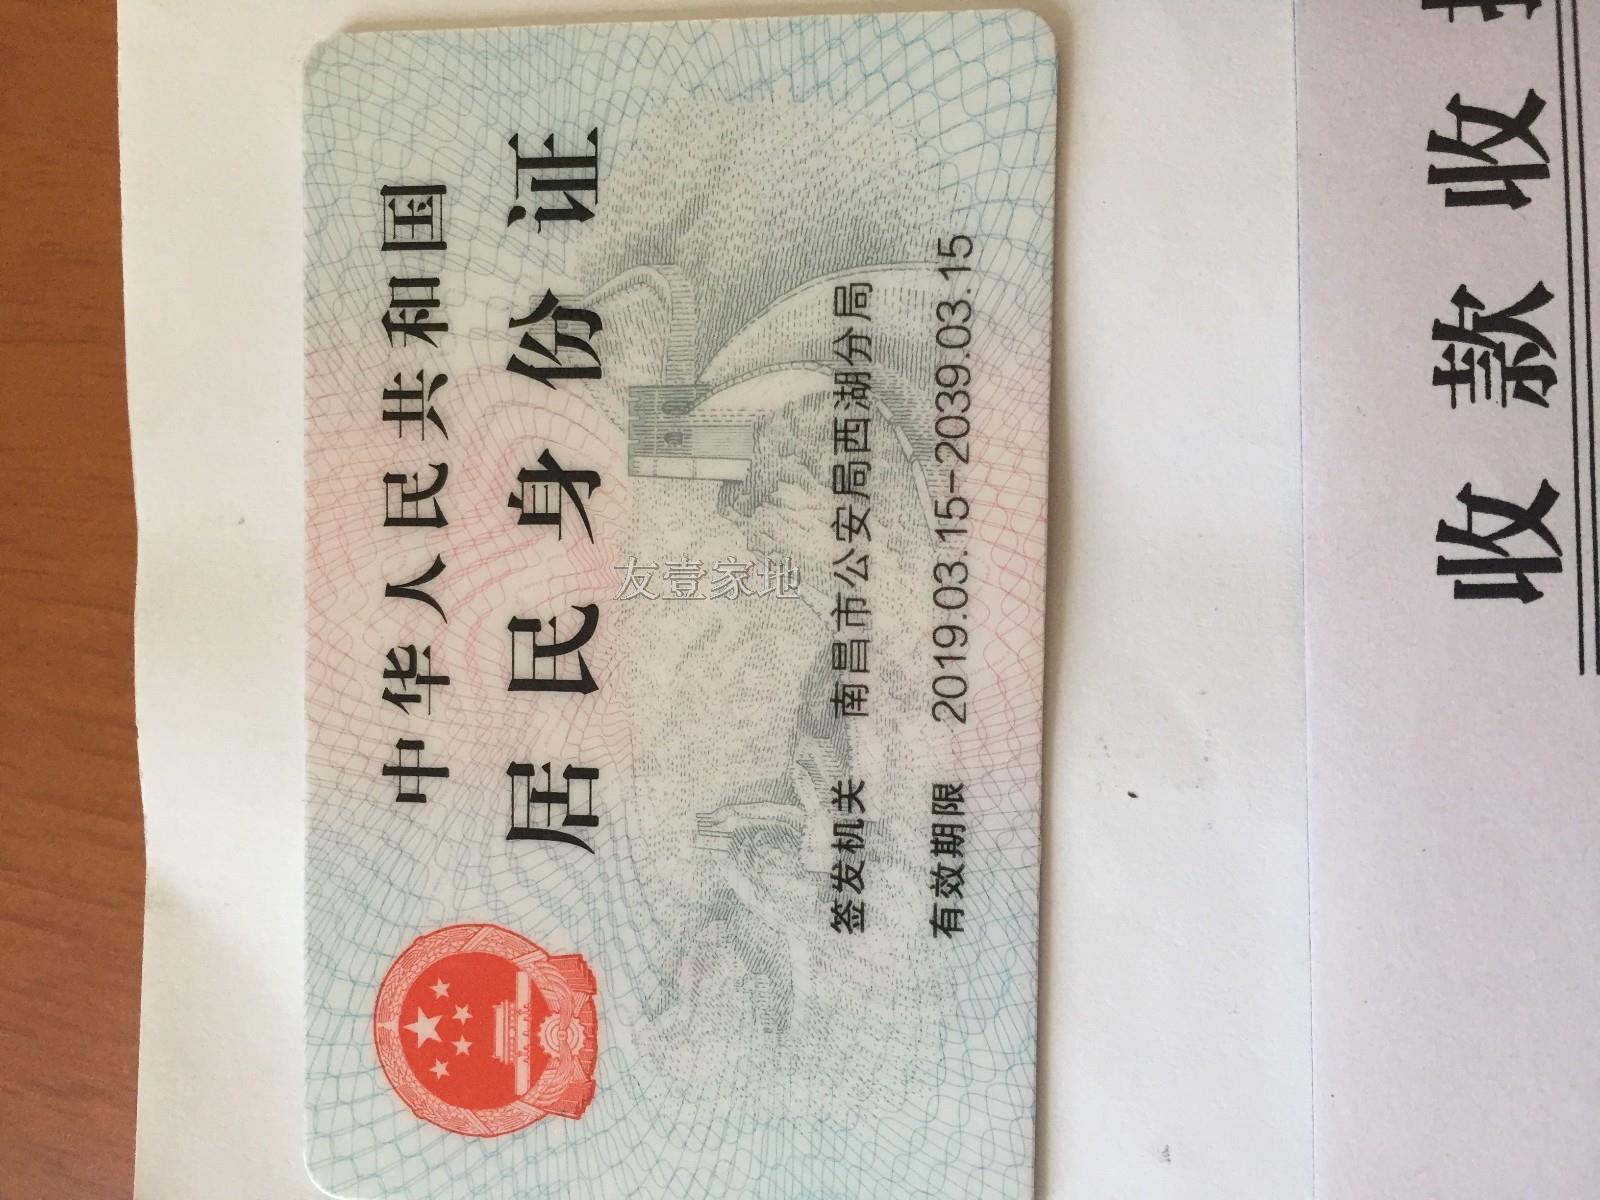 中华人民共和国
居民身份证
签发机关 南昌市公安局西湖分局
有效期限 2019.03.15-2039.03.15
友壹家地
收款收